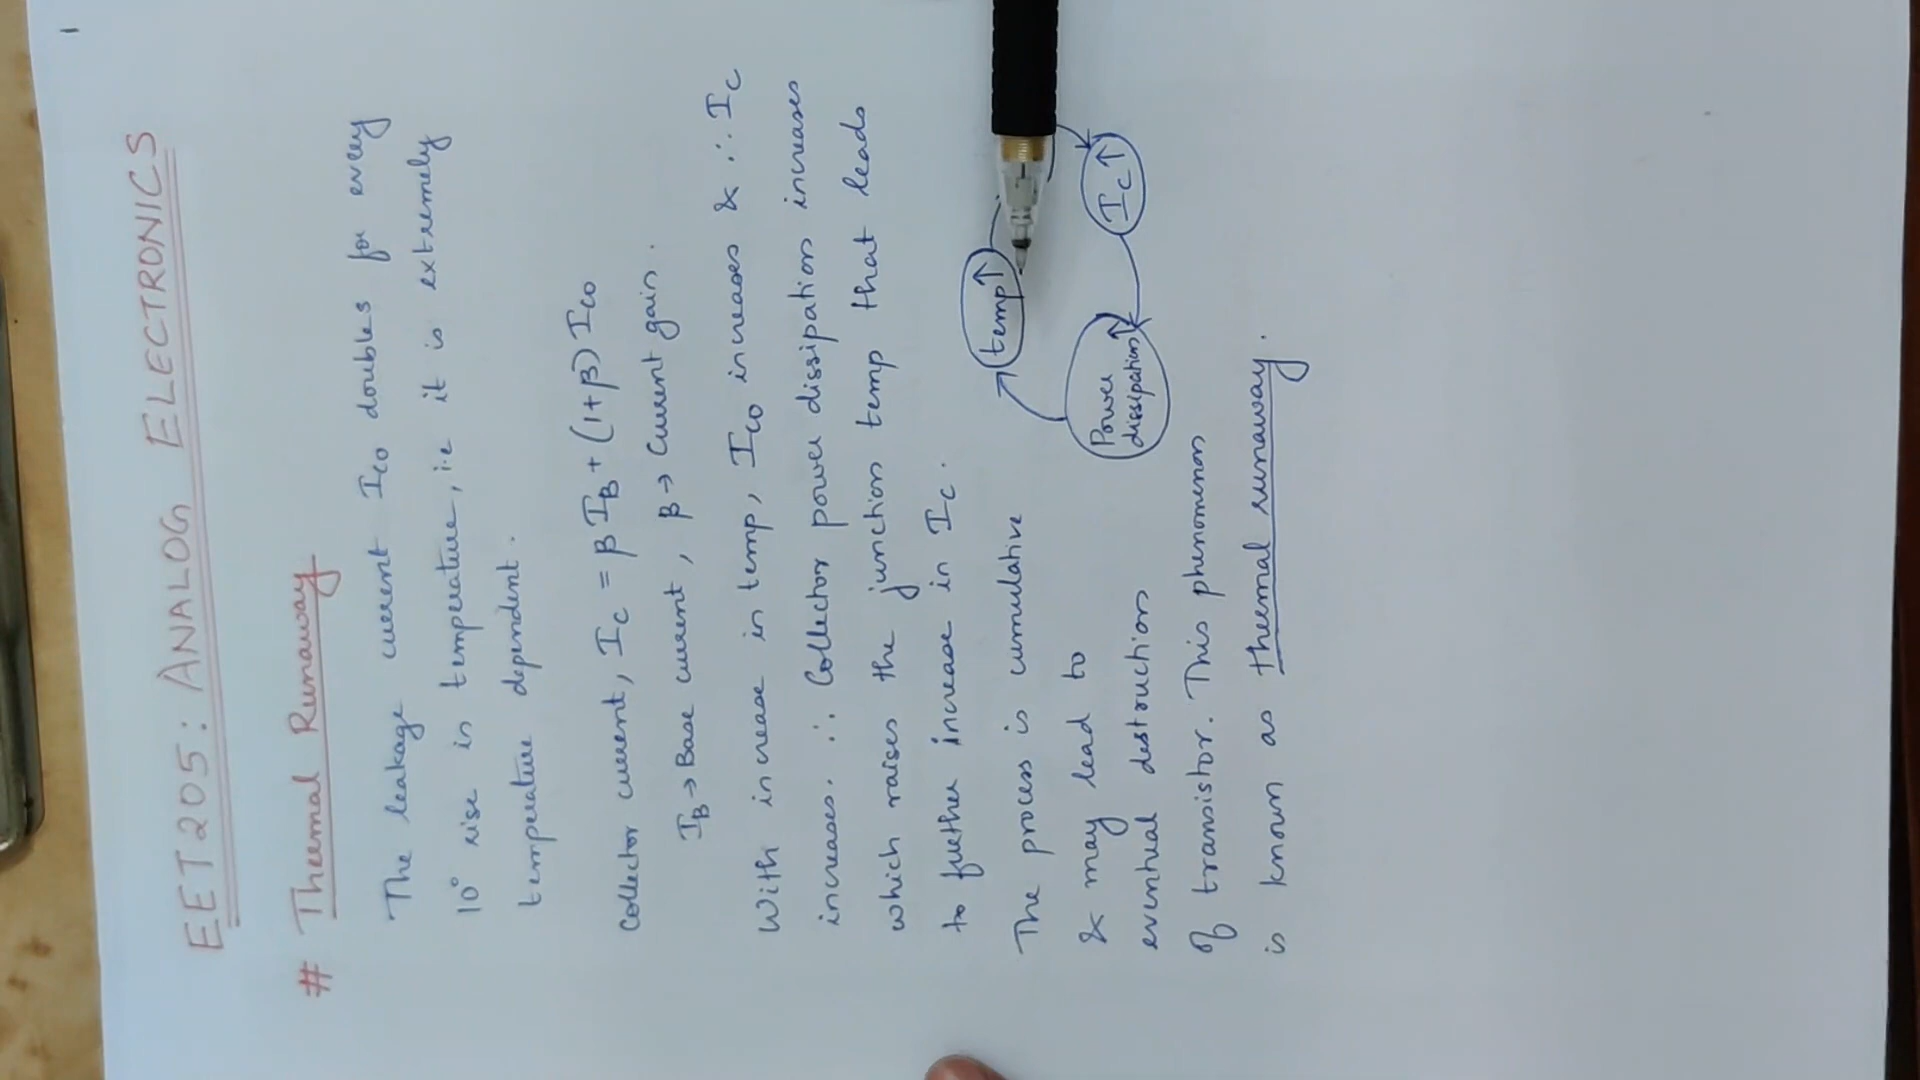 EET205: ANALOG ELECTRONICS
# Thermal Runaway
The leakage current Ico doubles for every
10° rise in temperature, i.e it is extremely
temperature dependent.
Collector current, Ic = βIB + (1+β) Ico
IB → Base current, β → Current gain.
With increase in temp, Ico increases & ∴ Ic
increases. ∴ Collector power dissipation increases
which raises the junction temp that leads
to further increase in Ic.
The process is cumulative
& may lead to
eventual destruction
of transistor. This phenomenon
is known as thermal runaway.
temp↑
Ic↑
Power
dissipation↑